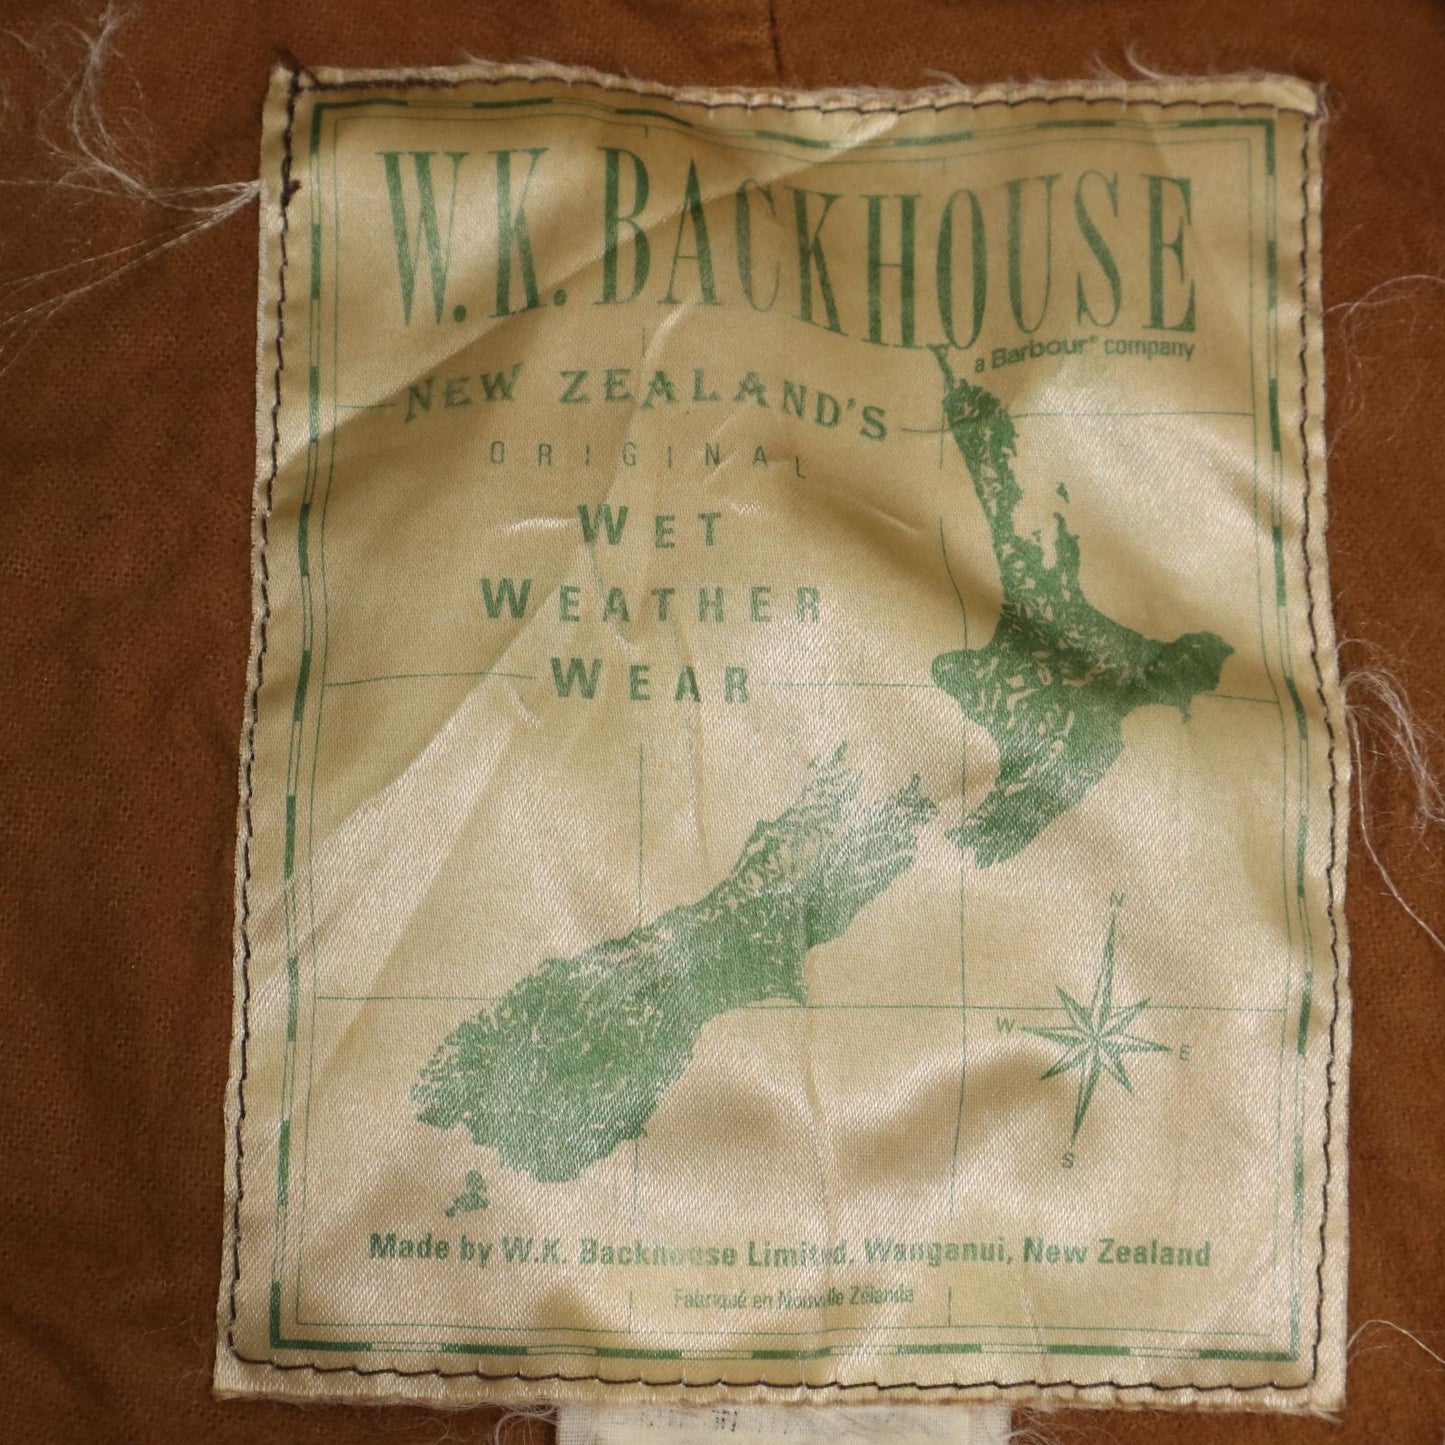 W.K. BACKHOUSE
a Barbour® company
NEW ZEALAND'S
ORIGINAL
WET
WEATHER
WEAR
N
W E
S
Made by W.K. Backhouse Limited, Wanganui, New Zealand
Fabriqué en Nouville Zélande